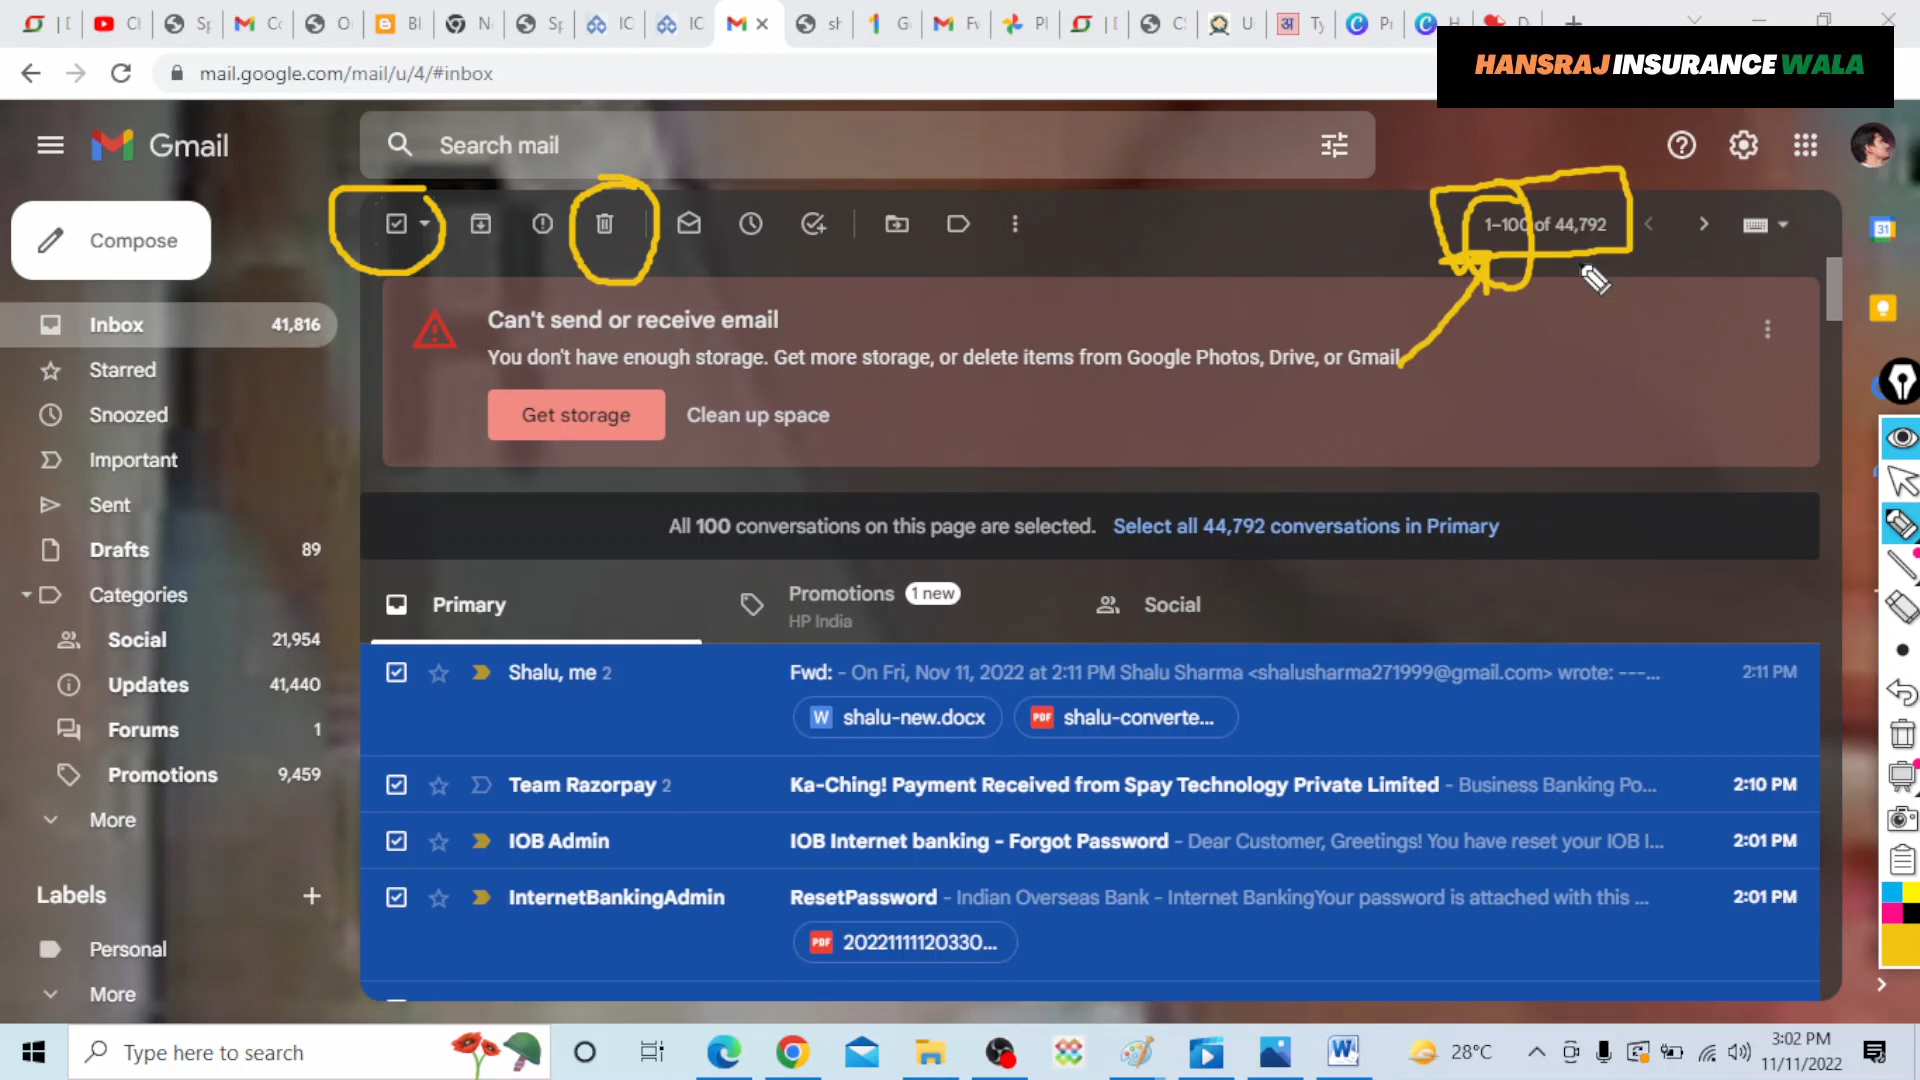 mail.google.com/mail/u/4/#inbox
HANSRAJ INSURANCE WALA
Gmail
Search mail
Compose
1–100 of 44,792
Inbox 41,816
Starred
Snoozed
Important
Sent
Drafts 89
Categories
Social 21,954
Updates 41,440
Forums 1
Promotions 9,459
More
Labels
Personal
More
Can't send or receive email
You don't have enough storage. Get more storage, or delete items from Google Photos, Drive, or Gmail
Get storage Clean up space
All 100 conversations on this page are selected. Select all 44,792 conversations in Primary
Primary
Promotions 1 new
HP India
Social
Shalu, me 2 Fwd: - On Fri, Nov 11, 2022 at 2:11 PM Shalu Sharma <shalusharma271999@gmail.com> wrote: ---... 2:11 PM
W shalu-new.docx PDF shalu-converte...
Team Razorpay 2 Ka-Ching! Payment Received from Spay Technology Private Limited - Business Banking Po... 2:10 PM
IOB Admin IOB Internet banking - Forgot Password - Dear Customer, Greetings! You have reset your IOB I... 2:01 PM
InternetBankingAdmin ResetPassword - Indian Overseas Bank - Internet BankingYour password is attached with this ... 2:01 PM
PDF 20221111120330...
31
Type here to search
28°C
3:02 PM
11/11/2022